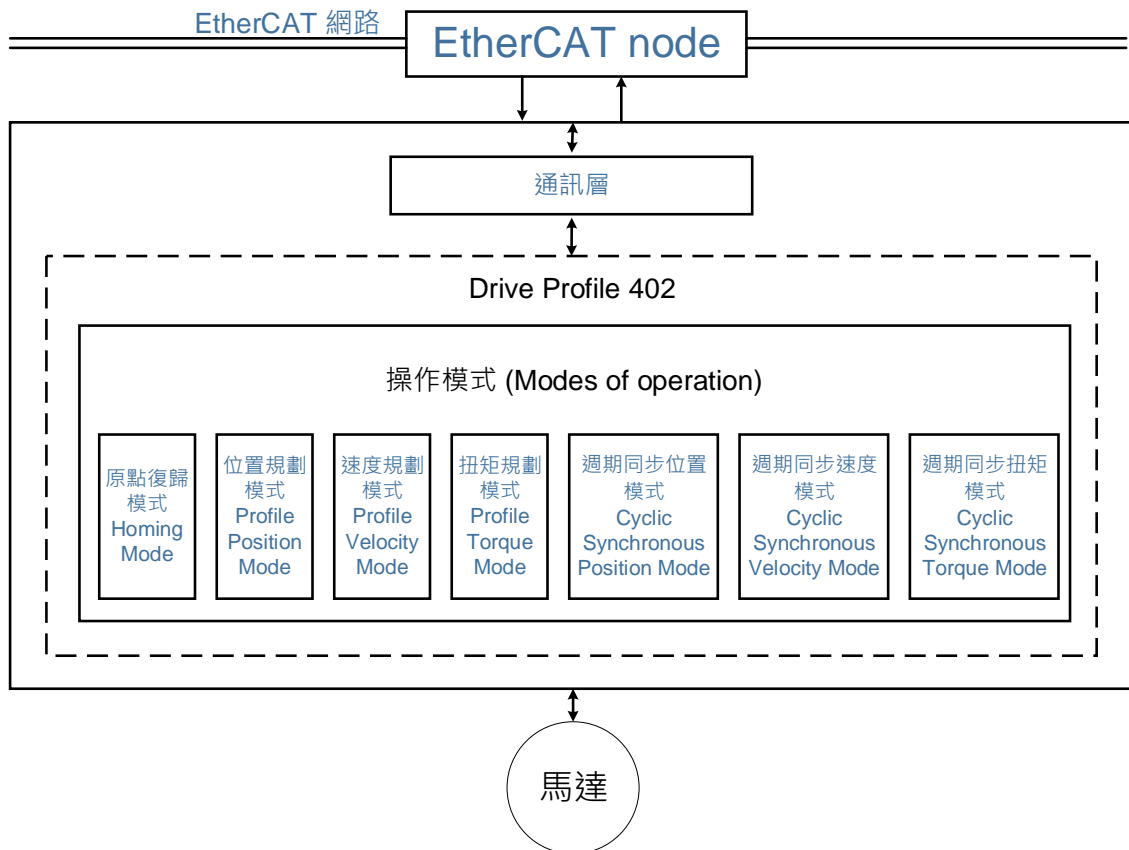 EtherCAT 網路
EtherCAT node
通訊層
Drive Profile 402
操作模式 (Modes of operation)
原點復歸
模式
Homing
Mode
位置規劃
模式
Profile
Position
Mode
速度規劃
模式
Profile
Velocity
Mode
扭矩規劃
模式
Profile
Torque
Mode
週期同步位置
模式
Cyclic
Synchronous
Position Mode
週期同步速度
模式
Cyclic
Synchronous
Velocity Mode
週期同步扭矩
模式
Cyclic
Synchronous
Torque Mode
馬達